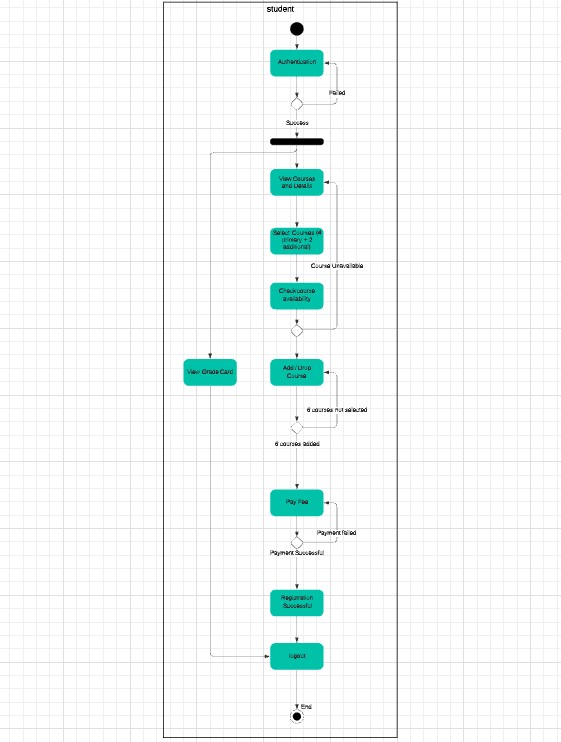 student
Authentication
Failed
Success
View Courses
and Details
Select Courses (4
primary + 2
additional)
Course Unavailable
Check course
availability
View Grade Card
Add / Drop
Course
6 courses not selected
6 courses added
Pay Fee
Payment failed
Payment Successful
Registration
Successful
logout
End